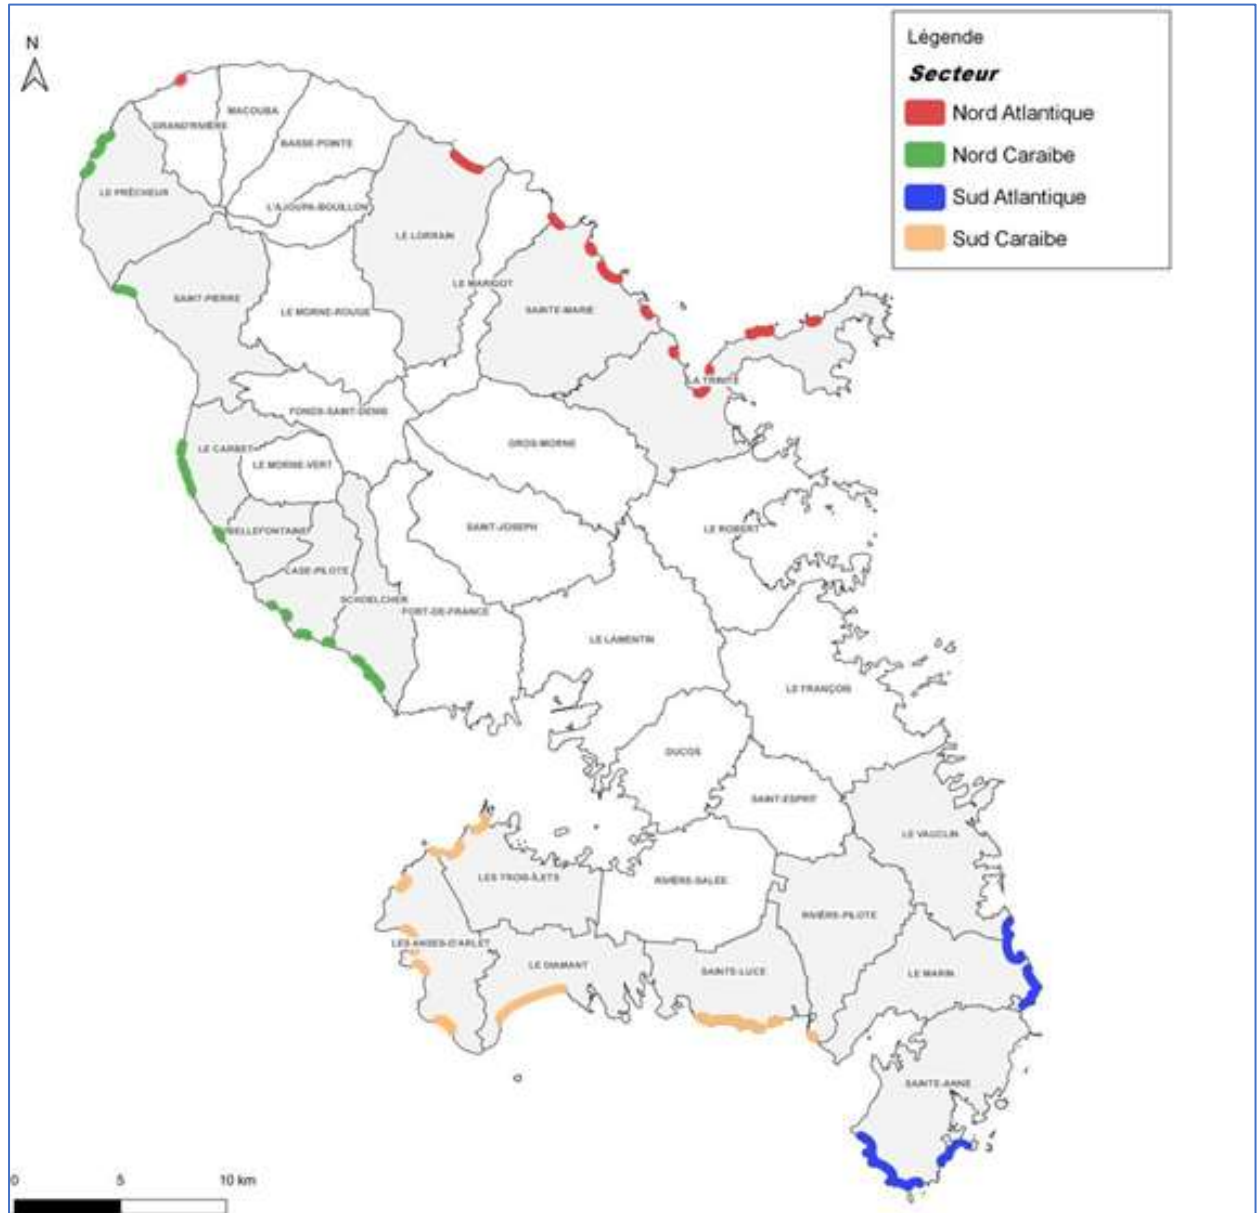 N
Légende
Secteur
Nord Atlantique
Nord Caraibe
Sud Atlantique
Sud Caraibe
MACOUBA
GRAND'RIVIÈRE
BASSE-POINTE
LE PRÊCHEUR
L'AJOUPA-BOUILLON
LE LORRAIN
LE MARIGOT
SAINT-PIERRE
LE MORNE-ROUGE
SAINTE-MARIE
LA TRINITÉ
FONDS-SAINT-DENIS
LE CARBET
GROS-MORNE
LE MORNE-VERT
SAINT-JOSEPH
LE ROBERT
BELLEFONTAINE
CASE-PILOTE
SCHOELCHER
FORT-DE-FRANCE
LE LAMENTIN
LE FRANÇOIS
DUCOS
SAINT-ESPRIT
LE VAUCLIN
LES TROIS-ÎLETS
RIVIÈRE-SALÉE
RIVIÈRE-PILOTE
LES ANSES-D'ARLET
LE DIAMANT
SAINTE-LUCE
LE MARIN
SAINTE-ANNE
0 5 10 km